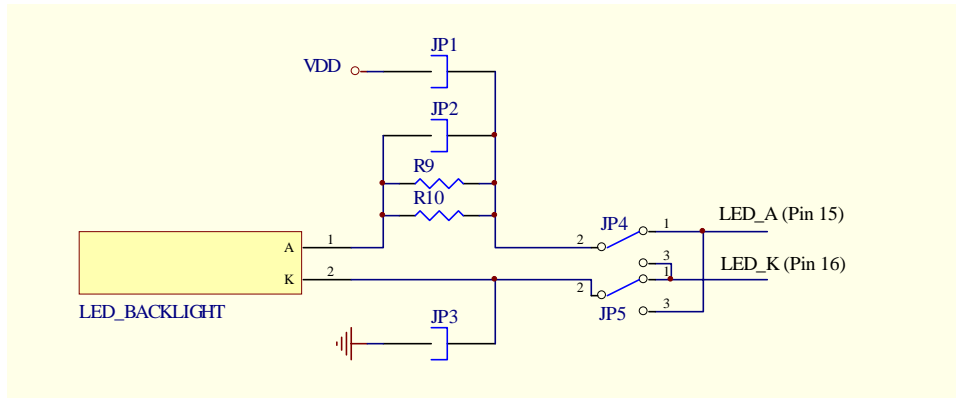 JP1
VDD
JP2
R9
R10
JP4
2
1
LED_A (Pin 15)
A
1
3
LED_K (Pin 16)
K
2
1
2
LED_BACKLIGHT
JP5
3
JP3